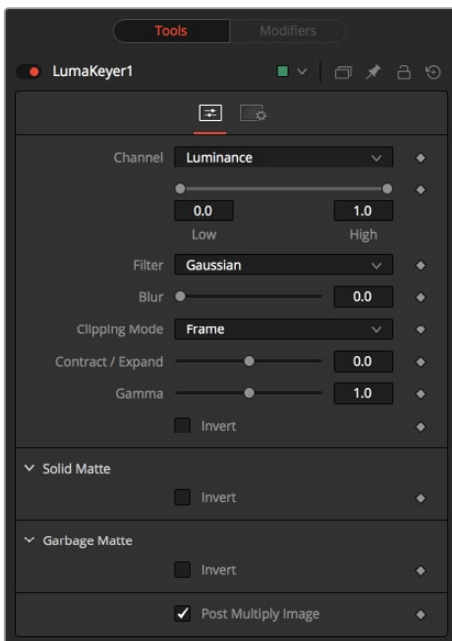 Tools Modifiers
LumaKeyer1
Channel Luminance
0.0 1.0
Low High
Filter Gaussian
Blur 0.0
Clipping Mode Frame
Contract / Expand 0.0
Gamma 1.0
Invert
Solid Matte
Invert
Garbage Matte
Invert
Post Multiply Image